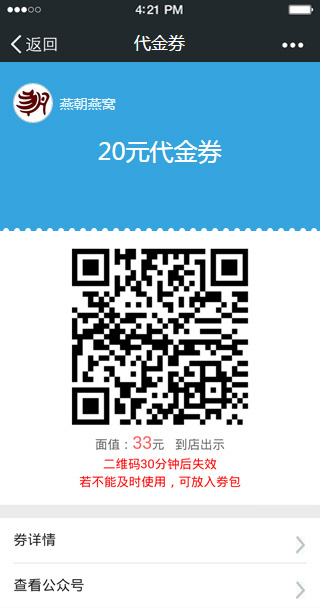 4:21 PM
返回
代金券
燕朝燕窝
20元代金券
面值：33元 到店出示
二维码30分钟后失效
若不能及时使用，可放入券包
券详情
查看公众号